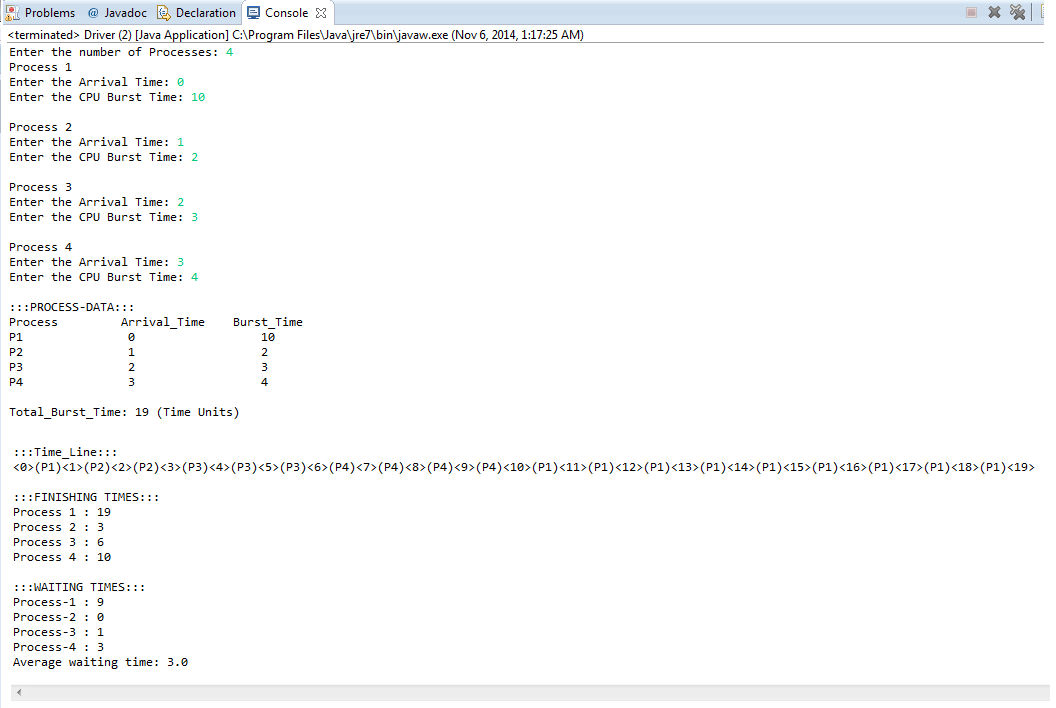 Problems @ Javadoc Declaration Console
<terminated> Driver (2) [Java Application] C:\Program Files\Java\jre7\bin\javaw.exe (Nov 6, 2014, 1:17:25 AM)
Enter the number of Processes: 4
Process 1
Enter the Arrival Time: 0
Enter the CPU Burst Time: 10

Process 2
Enter the Arrival Time: 1
Enter the CPU Burst Time: 2

Process 3
Enter the Arrival Time: 2
Enter the CPU Burst Time: 3

Process 4
Enter the Arrival Time: 3
Enter the CPU Burst Time: 4

:::PROCESS-DATA:::
Process Arrival_Time Burst_Time
P1 0 10
P2 1 2
P3 2 3
P4 3 4

Total_Burst_Time: 19 (Time Units)

:::Time_Line:::
<0>(P1)<1>(P2)<2>(P2)<3>(P3)<4>(P3)<5>(P3)<6>(P4)<7>(P4)<8>(P4)<9>(P4)<10>(P1)<11>(P1)<12>(P1)<13>(P1)<14>(P1)<15>(P1)<16>(P1)<17>(P1)<18>(P1)<19>

:::FINISHING TIMES:::
Process 1 : 19
Process 2 : 3
Process 3 : 6
Process 4 : 10

:::WAITING TIMES:::
Process-1 : 9
Process-2 : 0
Process-3 : 1
Process-4 : 3
Average waiting time: 3.0